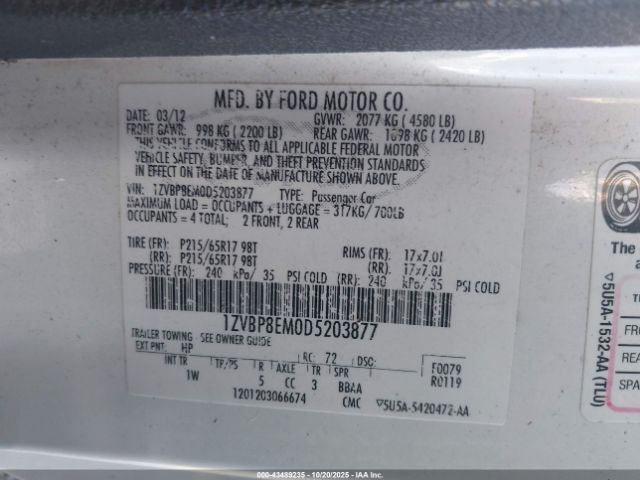 MFD. BY FORD MOTOR CO.
DATE: 03/12 GVWR: 2077 KG ( 4580 LB)
FRONT GAWR: 998 KG ( 2200 LB) REAR GAWR: 1098 KG ( 2420 LB)
THIS VEHICLE CONFORMS TO ALL APPLICABLE FEDERAL MOTOR
VEHICLE SAFETY, BUMPER, AND THEFT PREVENTION STANDARDS
IN EFFECT ON THE DATE OF MANUFACTURE SHOWN ABOVE.
VIN: 1ZVBP8EM0D5203877 TYPE: Passenger Car
MAXIMUM LOAD = OCCUPANTS + LUGGAGE = 317KG/ 700LB
OCCUPANTS = 4 TOTAL; 2 FRONT, 2 REAR
TIRE (FR): P215/65R17 98T RIMS (FR): 17x7.0J
(RR): P215/65R17 98T (RR): 17x7.0J
PRESSURE (FR): 240 kPa/ 35 PSI COLD (RR): 240 kPa/ 35 PSI COLD
1ZVBP8EM0D5203877
TRAILER TOWING SEE OWNER GUIDE
EXT PNT: HP RC: 72 DSO: F0079
INT TR TP/PS R AXLE TR SPR R0119
1W 5 CC 3 BBAA
1201203066674 CMC ▽5U5A-5420472-AA
▽5U5A-1532-AA (TLU)
The
a
T
FRO
REA
SPA
000-43489235 - 10/20/2025 - IAAI.com